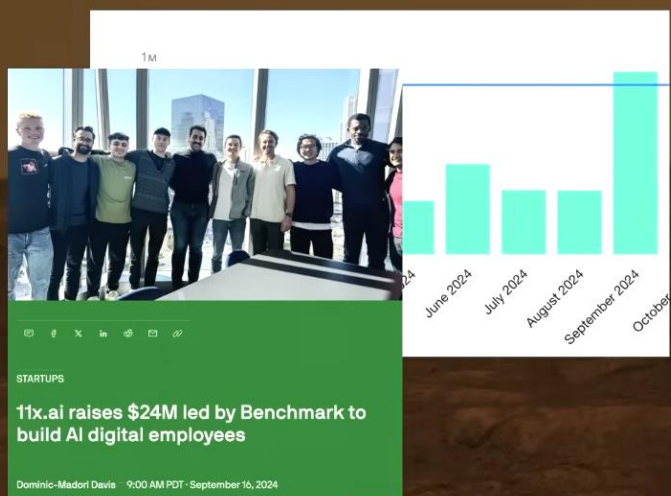 1M
24
June 2024
July 2024
August 2024
September 2024
October
STARTUPS
11x.ai raises $24M led by Benchmark to
build AI digital employees
Dominic-Madori Davis 9:00 AM PDT · September 16, 2024